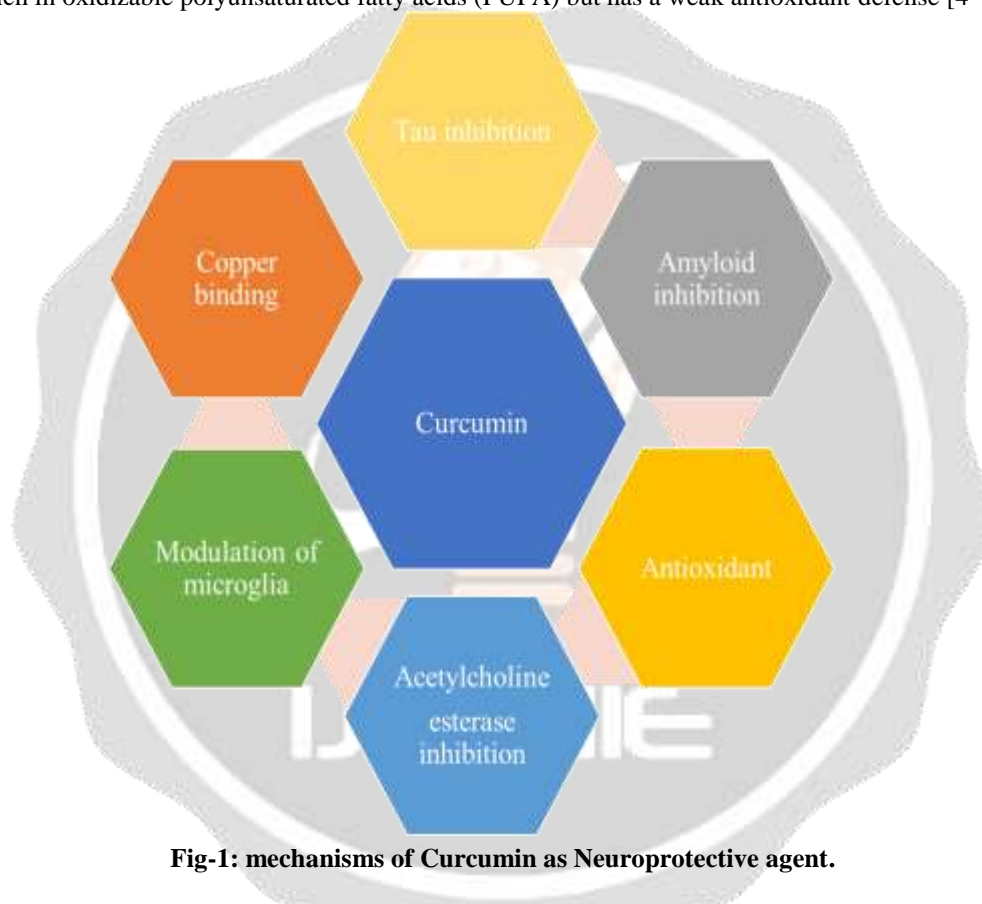 in oxidizable polyunsaturated fatty acids (PUFA) but has a weak antioxidant defense [4
Tau inhibition
Copper
binding
Amyloid
inhibition
Curcumin
Modulation of
microglia
Antioxidant
Acetylcholine
esterase
inhibition
Fig-1: mechanisms of Curcumin as Neuroprotective agent.